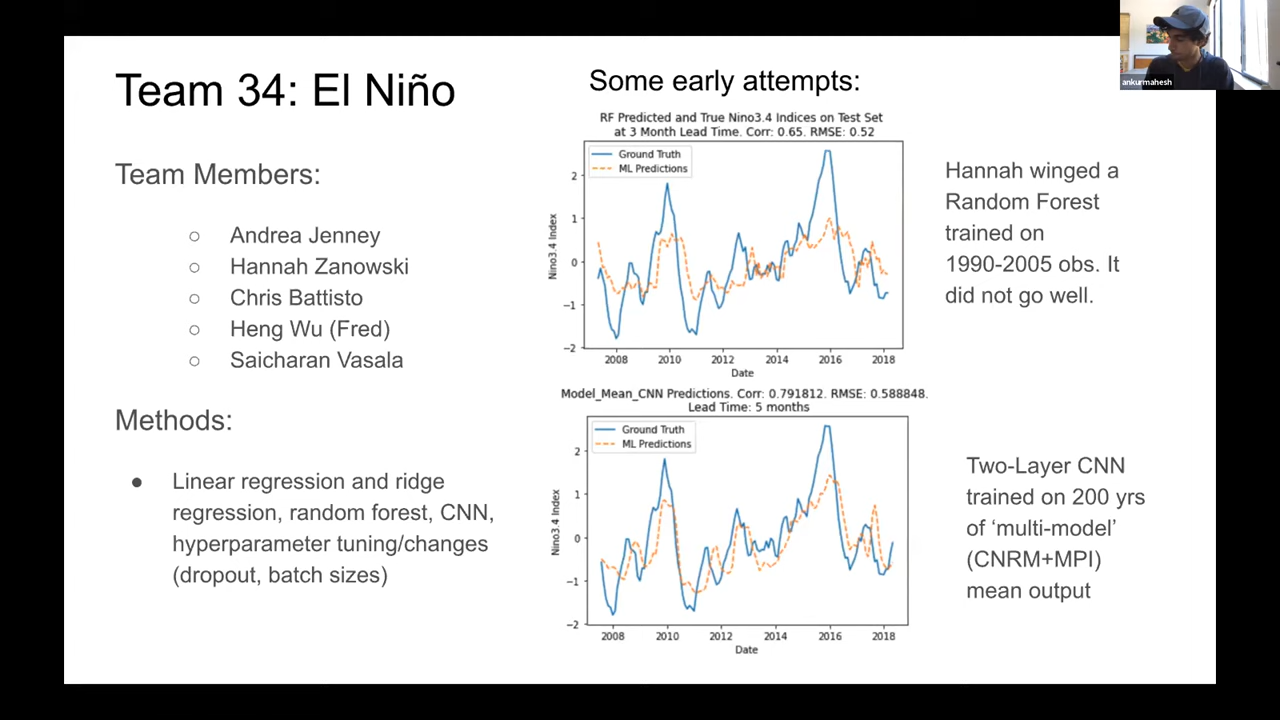 Team 34: El Niño
Team Members:
Andrea Jenney
Hannah Zanowski
Chris Battisto
Heng Wu (Fred)
Saicharan Vasala
Methods:
Linear regression and ridge
regression, random forest, CNN,
hyperparameter tuning/changes
(dropout, batch sizes)
Some early attempts:
RF Predicted and True Nino3.4 Indices on Test Set
at 3 Month Lead Time. Corr: 0.65. RMSE: 0.52
Ground Truth
ML Predictions
Nino3.4 Index
2
1
0
−1
−2
2008 2010 2012 2014 2016 2018
Date
Hannah winged a
Random Forest
trained on
1990-2005 obs. It
did not go well.
Model_Mean_CNN Predictions. Corr: 0.791812. RMSE: 0.588848.
Lead Time: 5 months
Ground Truth
ML Predictions
Nino3.4 Index
2
1
0
−1
−2
2008 2010 2012 2014 2016 2018
Date
Two-Layer CNN
trained on 200 yrs
of ‘multi-model’
(CNRM+MPI)
mean output
ankurmahesh